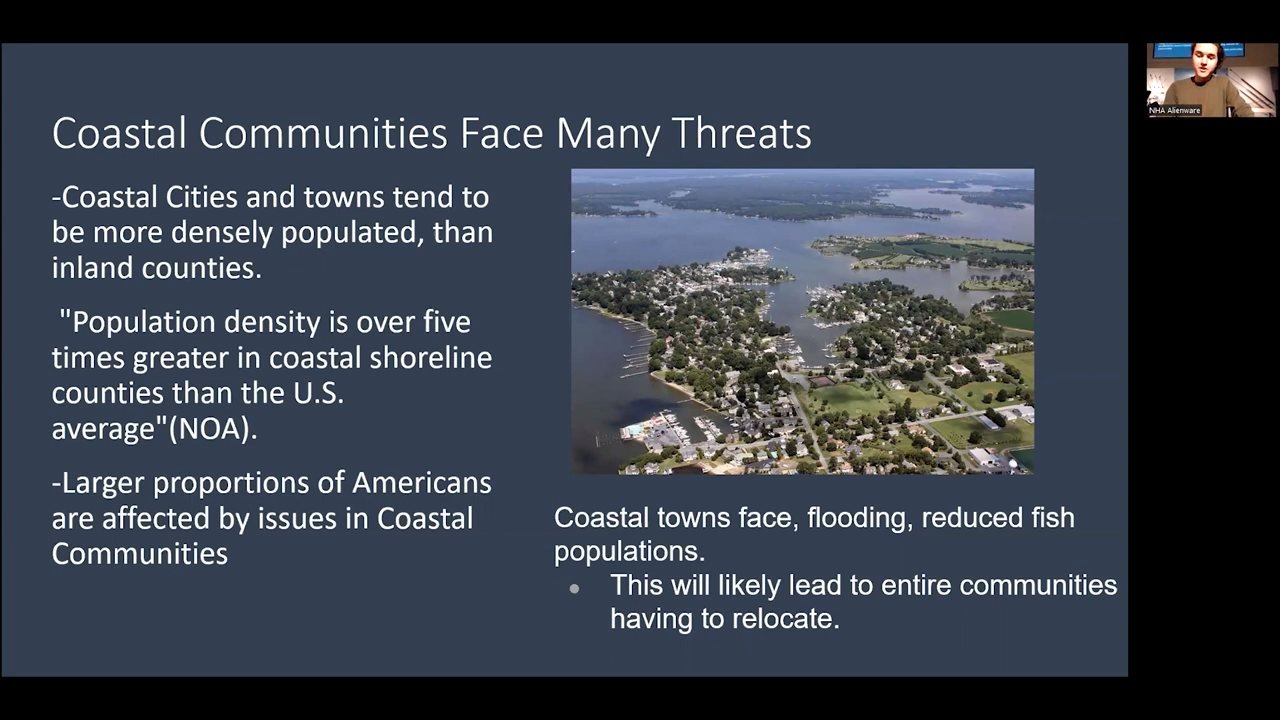 Coastal Communities Face Many Threats
-Coastal Cities and towns tend to
be more densely populated, than
inland counties.
"Population density is over five
times greater in coastal shoreline
counties than the U.S.
average"(NOA).
-Larger proportions of Americans
are affected by issues in Coastal
Communities
Coastal towns face, flooding, reduced fish
populations.
This will likely lead to entire communities
having to relocate.
NHA Alienware